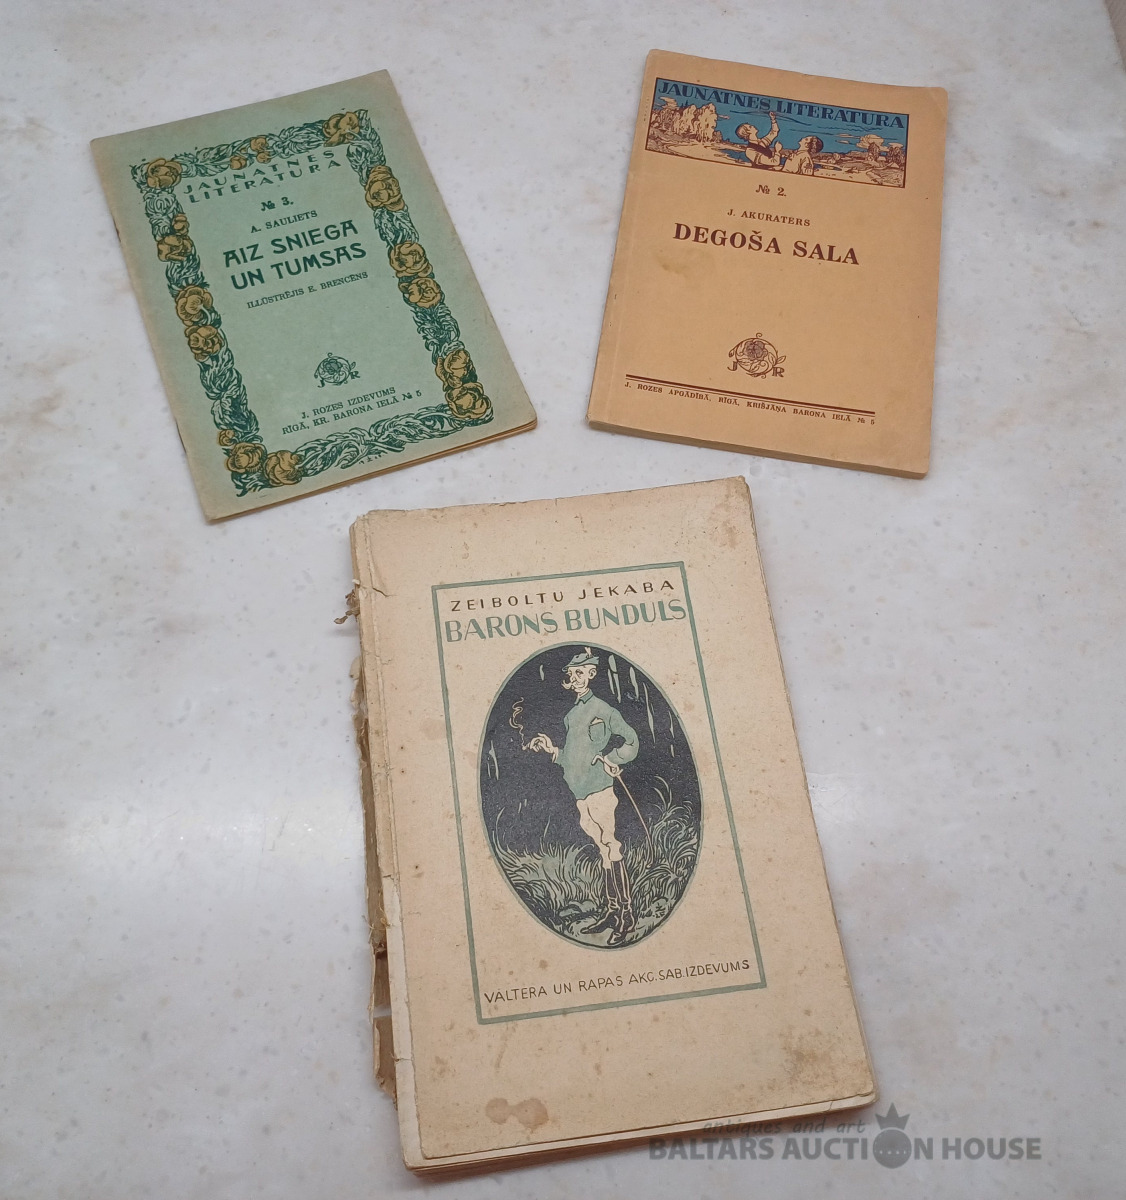 JAUNATNES
LITERATURA
№ 3.
A. SAULIETS
AIZ SNIEGA
UN TUMSAS
ILLŪSTRĒJIS E. BRENCĒNS
J R
J. ROZES IZDEVUMS
RĪGĀ, KR. BARONA IELĀ № 5
JAUNATNES LITERATURA
№ 2.
J. AKURATERS
DEGOŠA SALA
J R
J. ROZES APGĀDĪBĀ, RĪGĀ, KRIŠJĀŅA BARONA IELĀ № 5
ZEIBOLTU JEKABA
BARONS BUNDULS
VALTERA UN RAPAS AKC. SAB. IZDEVUMS
antiques and art
BALTARS AUCTION HOUSE